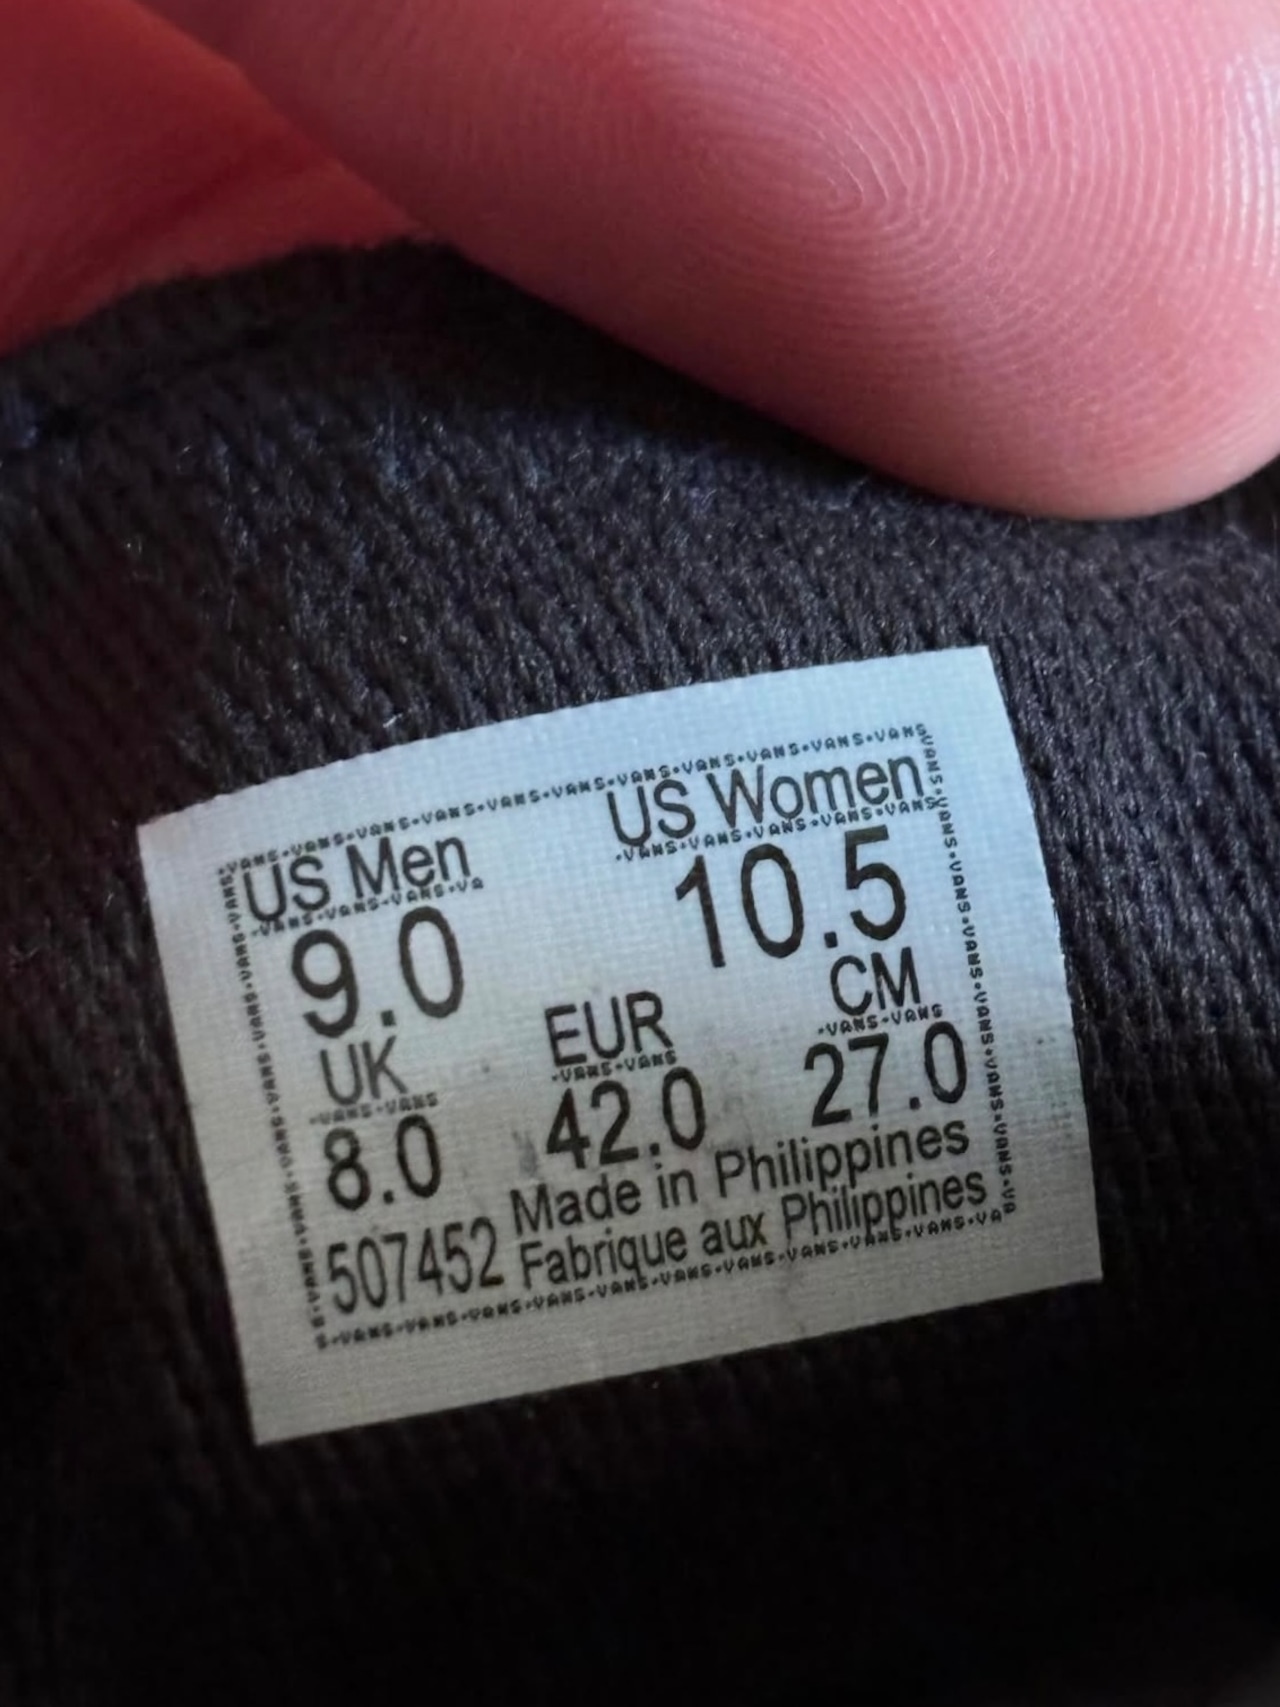 US Men US Women
9.0 10.5
UK EUR CM
8.0 42.0 27.0
Made in Philippines
507452 Fabrique aux Philippines